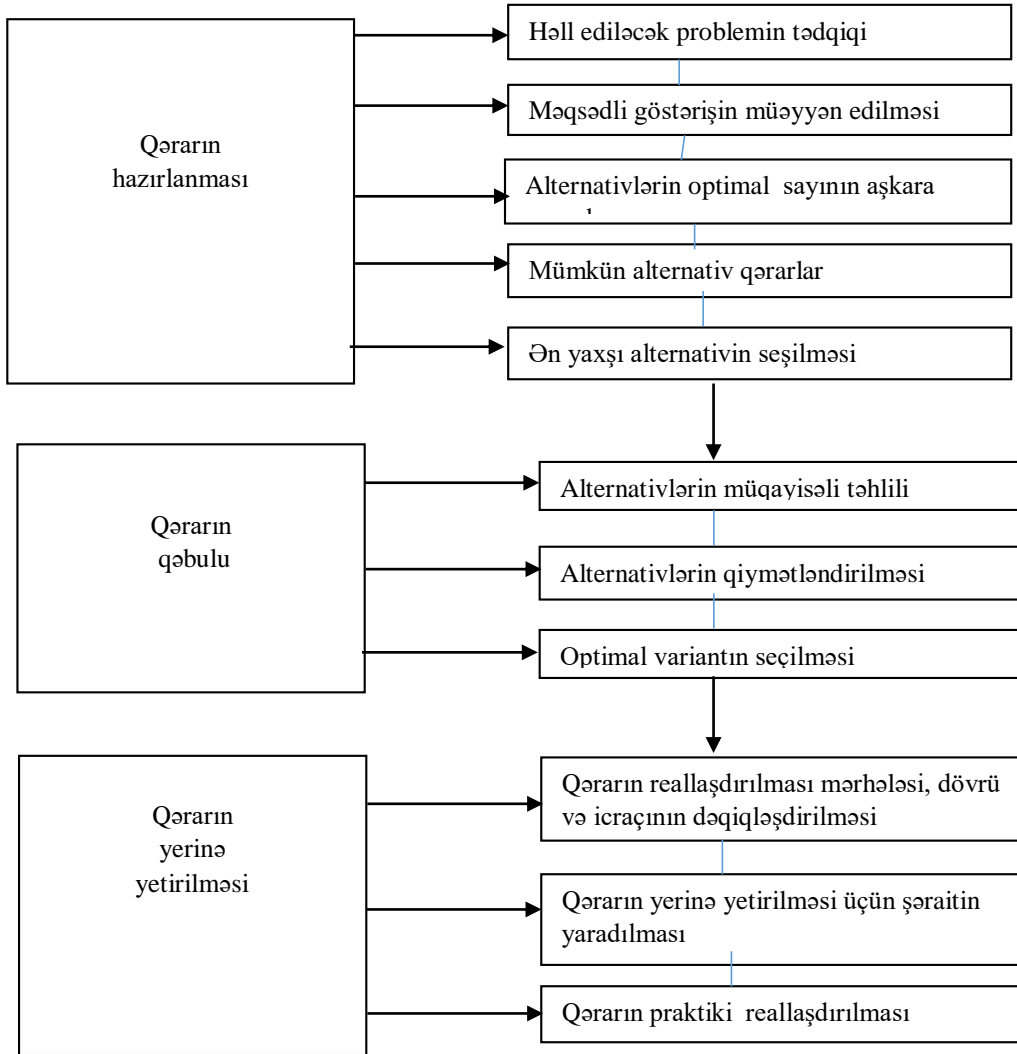 Qərarın
hazırlanması
Həll ediləcək problemin tədqiqi
Məqsədli göstərişin müəyyən edilməsi
Alternativlərin optimal sayının aşkara
Mümkün alternativ qərarlar
Ən yaxşı alternativin seşilməsi
Qərarın
qəbulu
Alternativlərin müqayisəli təhlili
Alternativlərin qiymətləndirilməsi
Optimal variantın seçilməsi
Qərarın
yerinə
yetirilməsi
Qərarın reallaşdırılması mərhələsi, dövrü
və icraçının dəqiqləşdirilməsi
Qərarın yerinə yetirilməsi üçün şəraitin
yaradılması
Qərarın praktiki reallaşdırılması